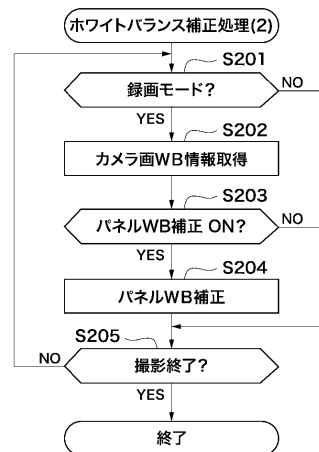 ホワイトバランス補正処理(2)
S201
録画モード?
NO
YES
S202
カメラ画WB情報取得
S203
パネルWB補正 ON?
NO
YES
S204
パネルWB補正
S205
撮影終了?
NO
YES
終了